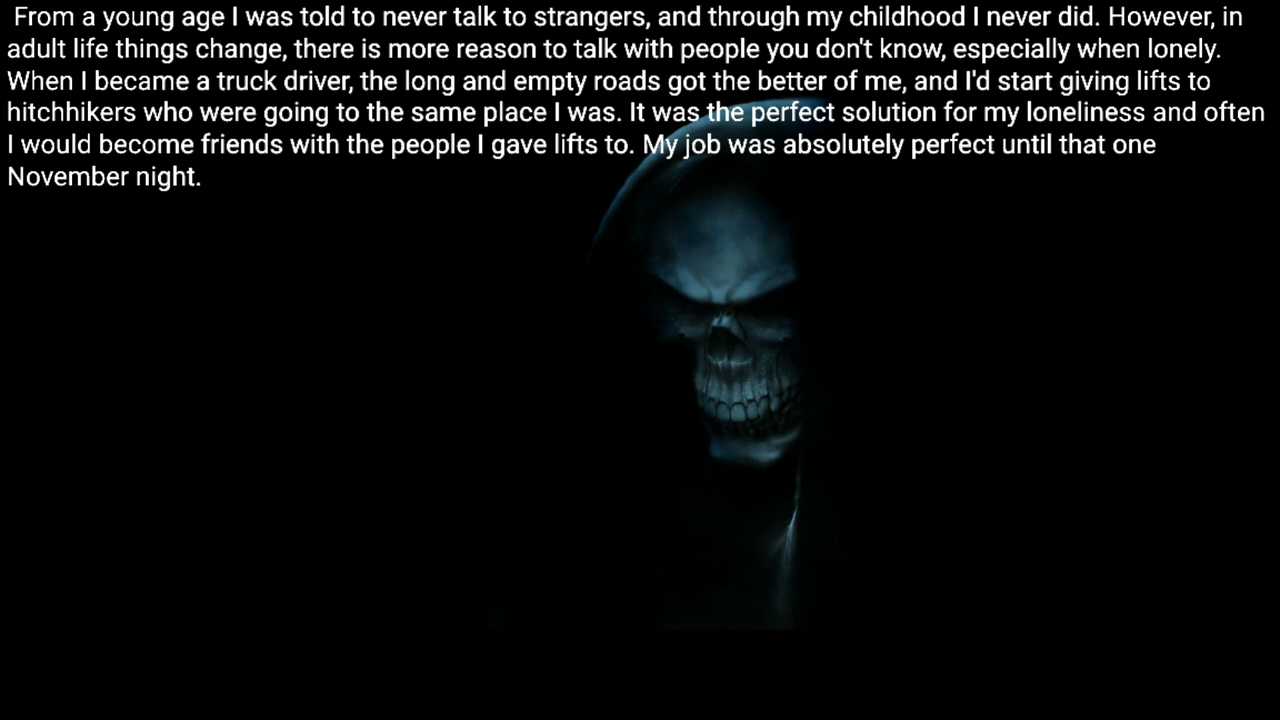 From a young age I was told to never talk to strangers, and through my childhood I never did. However, in
adult life things change, there is more reason to talk with people you don't know, especially when lonely.
When I became a truck driver, the long and empty roads got the better of me, and I'd start giving lifts to
hitchhikers who were going to the same place I was. It was the perfect solution for my loneliness and often
I would become friends with the people I gave lifts to. My job was absolutely perfect until that one
November night.